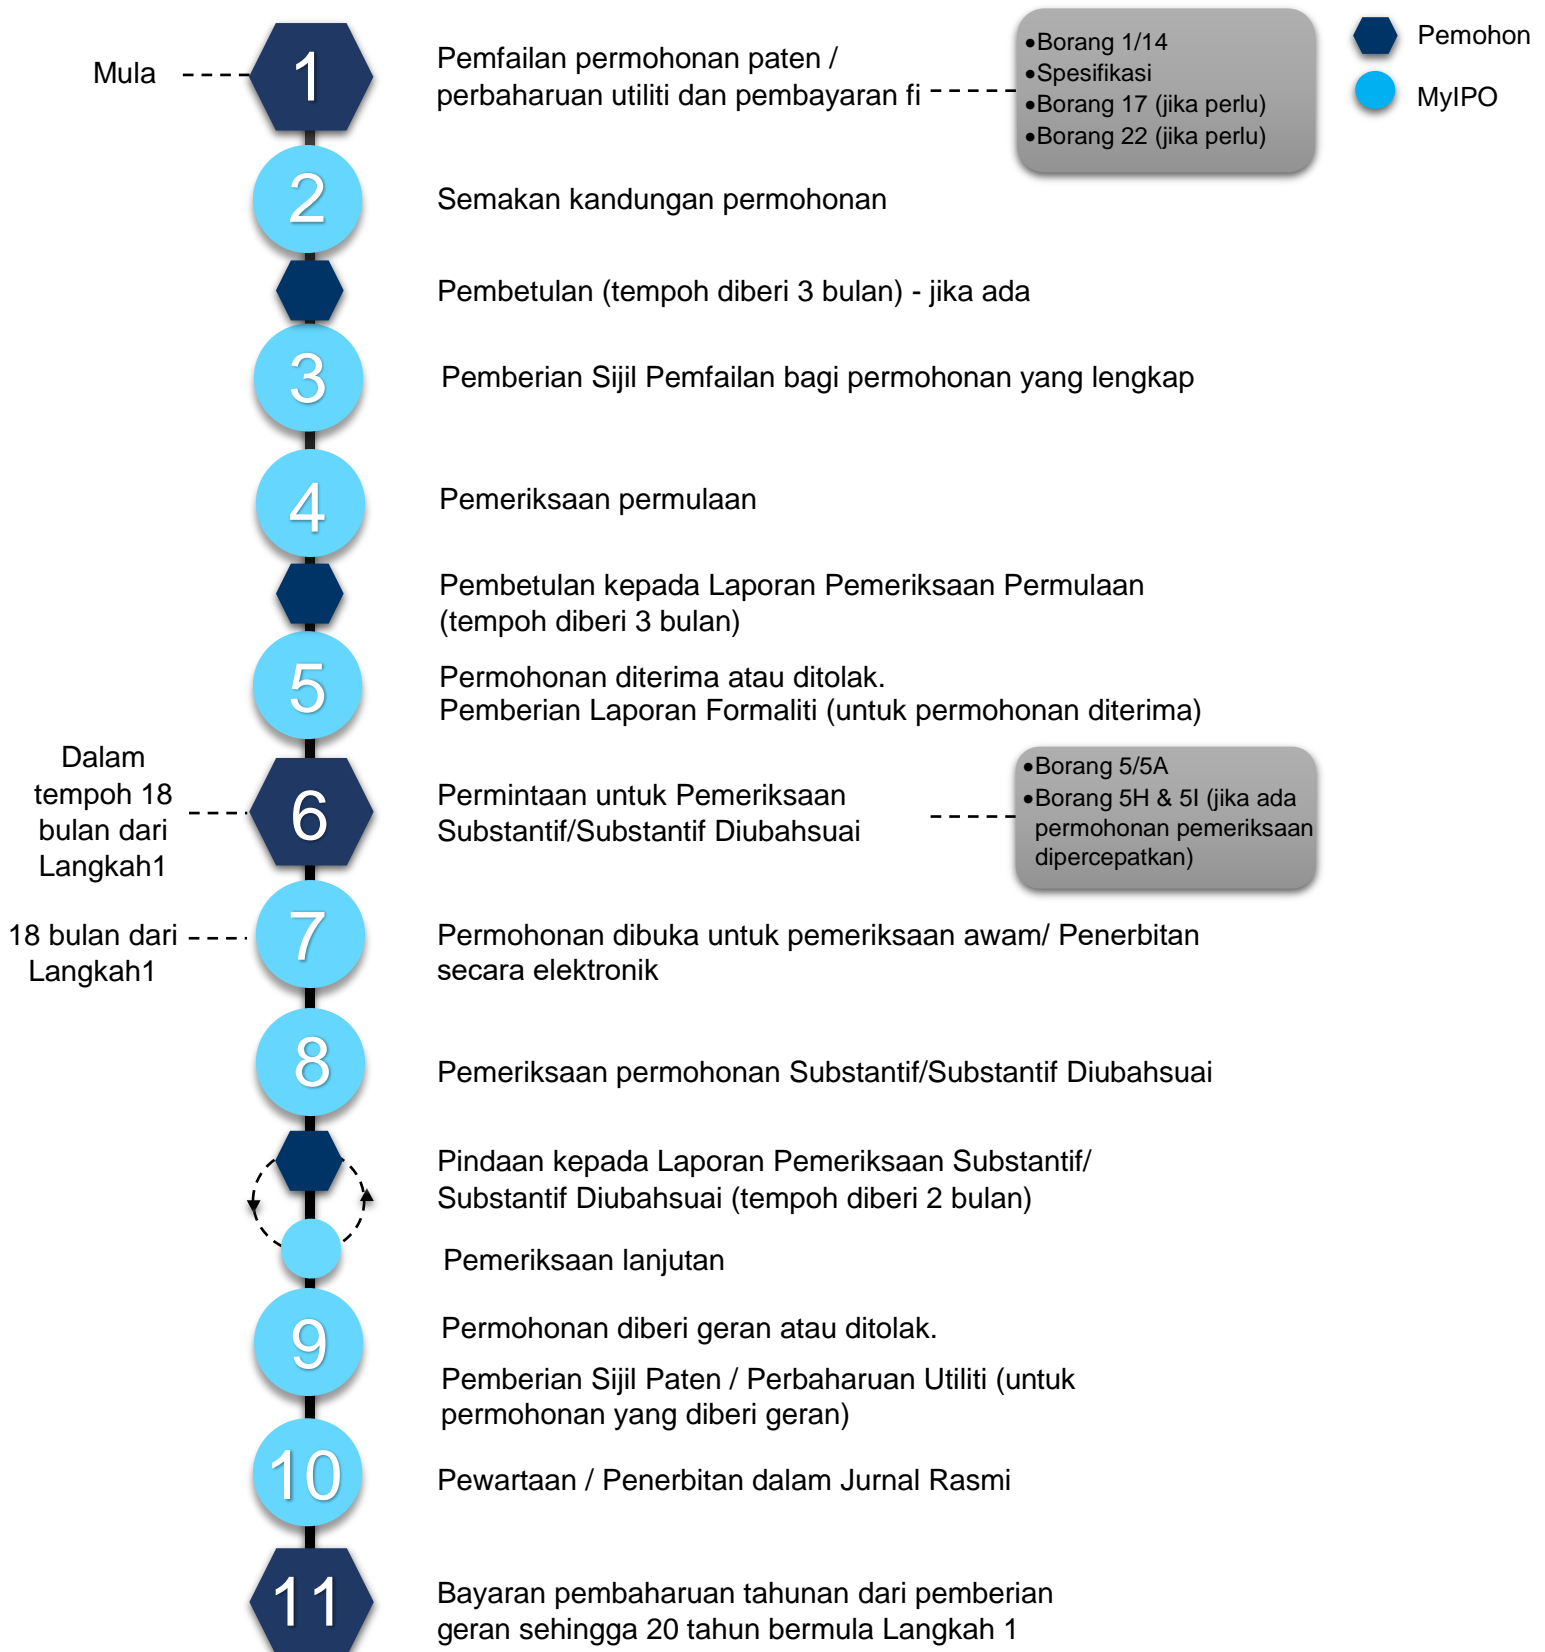 Mula
1
Pemfailan permohonan paten /
perbaharuan utiliti dan pembayaran fi
•Borang 1/14
•Spesifikasi
•Borang 17 (jika perlu)
•Borang 22 (jika perlu)
Pemohon
MyIPO
2
Semakan kandungan permohonan
Pembetulan (tempoh diberi 3 bulan) - jika ada
3
Pemberian Sijil Pemfailan bagi permohonan yang lengkap
4
Pemeriksaan permulaan
Pembetulan kepada Laporan Pemeriksaan Permulaan
(tempoh diberi 3 bulan)
5
Permohonan diterima atau ditolak.
Pemberian Laporan Formaliti (untuk permohonan diterima)
Dalam
tempoh 18
bulan dari
Langkah1
6
Permintaan untuk Pemeriksaan
Substantif/Substantif Diubahsuai
•Borang 5/5A
•Borang 5H & 5I (jika ada
permohonan pemeriksaan
dipercepatkan)
18 bulan dari
Langkah1
7
Permohonan dibuka untuk pemeriksaan awam/ Penerbitan
secara elektronik
8
Pemeriksaan permohonan Substantif/Substantif Diubahsuai
Pindaan kepada Laporan Pemeriksaan Substantif/
Substantif Diubahsuai (tempoh diberi 2 bulan)
Pemeriksaan lanjutan
9
Permohonan diberi geran atau ditolak.
Pemberian Sijil Paten / Perbaharuan Utiliti (untuk
permohonan yang diberi geran)
10
Pewartaan / Penerbitan dalam Jurnal Rasmi
11
Bayaran pembaharuan tahunan dari pemberian
geran sehingga 20 tahun bermula Langkah 1